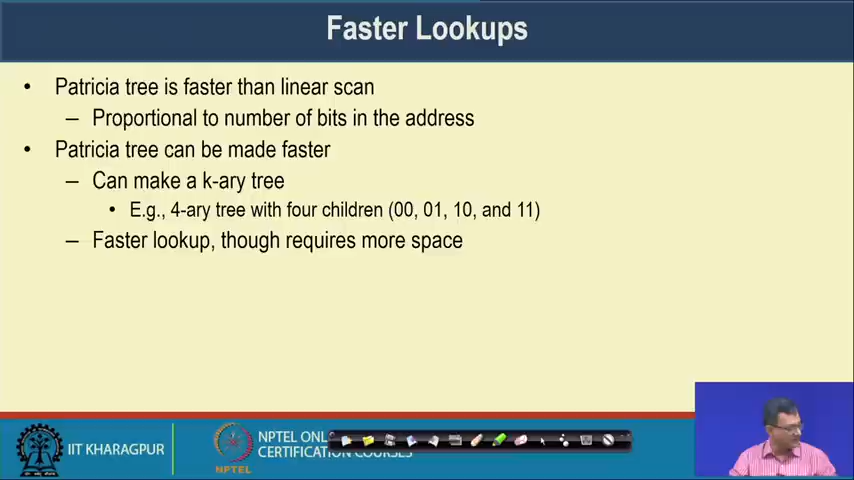 Faster Lookups
• Patricia tree is faster than linear scan
– Proportional to number of bits in the address
• Patricia tree can be made faster
– Can make a k-ary tree
• E.g., 4-ary tree with four children (00, 01, 10, and 11)
– Faster lookup, though requires more space
IIT KHARAGPUR
NPTEL
NPTEL ONL
CERTIFICATION COURSES